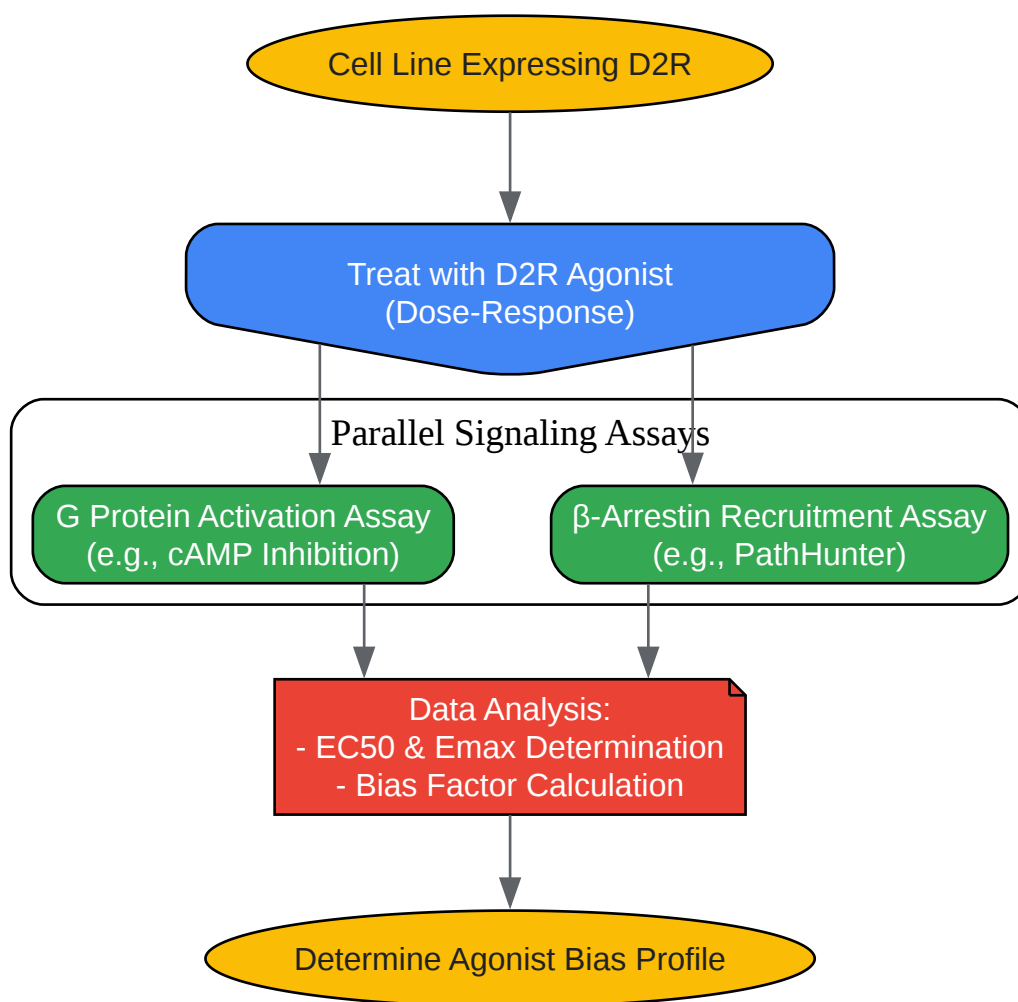 Cell Line Expressing D2R
Treat with D2R Agonist
(Dose-Response)
Parallel Signaling Assays
G Protein Activation Assay
(e.g., cAMP Inhibition)
β-Arrestin Recruitment Assay
(e.g., PathHunter)
Data Analysis:
- EC50 & Emax Determination
- Bias Factor Calculation
Determine Agonist Bias Profile